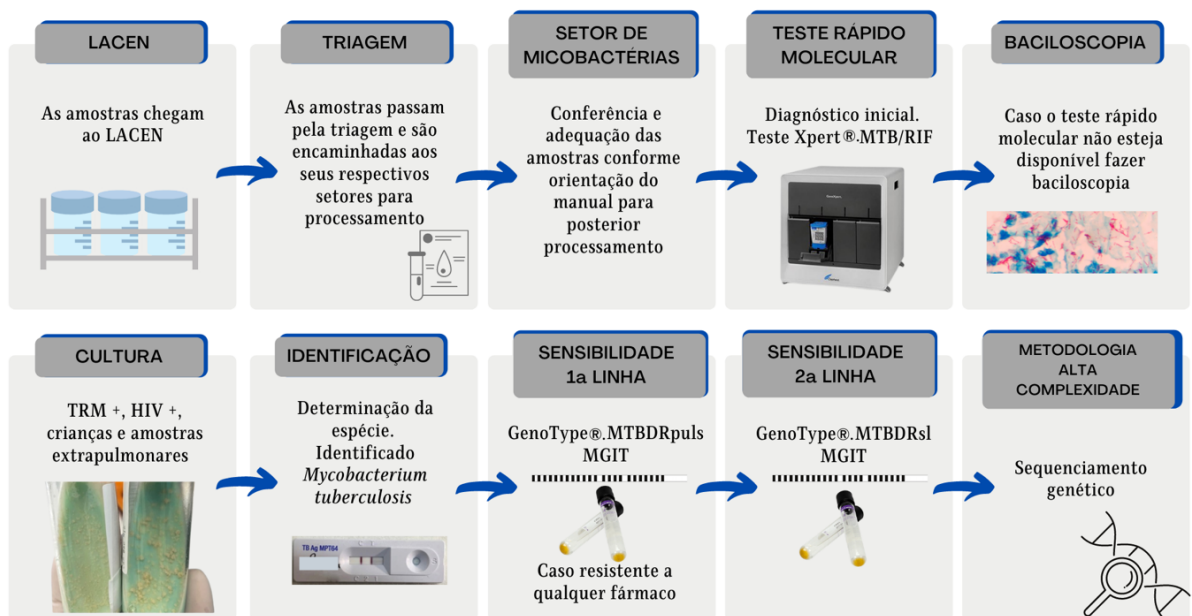 LACEN
As amostras chegam
ao LACEN
TRIAGEM
As amostras passam
pela triagem e são
encaminhadas aos
seus respectivos
setores para
processamento
SETOR DE
MICOBACTÉRIAS
Conferência e
adequação das
amostras conforme
orientação do
manual para
posterior
processamento
TESTE RÁPIDO
MOLECULAR
Diagnóstico inicial.
Teste Xpert®.MTB/RIF
BACILOSCOPIA
Caso o teste rápido
molecular não esteja
disponível fazer
baciloscopia
CULTURA
TRM +, HIV +,
crianças e amostras
extrapulmonares
IDENTIFICAÇÃO
Determinação da
espécie.
Identificado
Mycobacterium
tuberculosis
TB Ag MPT64
SENSIBILIDADE
1a LINHA
GenoType®.MTBDRpuls
MGIT
Caso resistente a
qualquer fármaco
SENSIBILIDADE
2a LINHA
GenoType®.MTBDRsl
MGIT
METODOLOGIA
ALTA
COMPLEXIDADE
Sequenciamento
genético